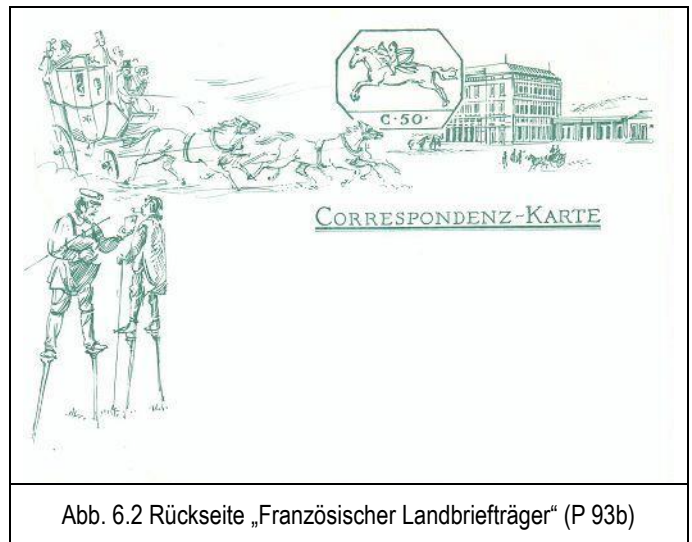 C·50·
CORRESPONDENZ-KARTE
Abb. 6.2 Rückseite „Französischer Landbriefträger“ (P 93b)